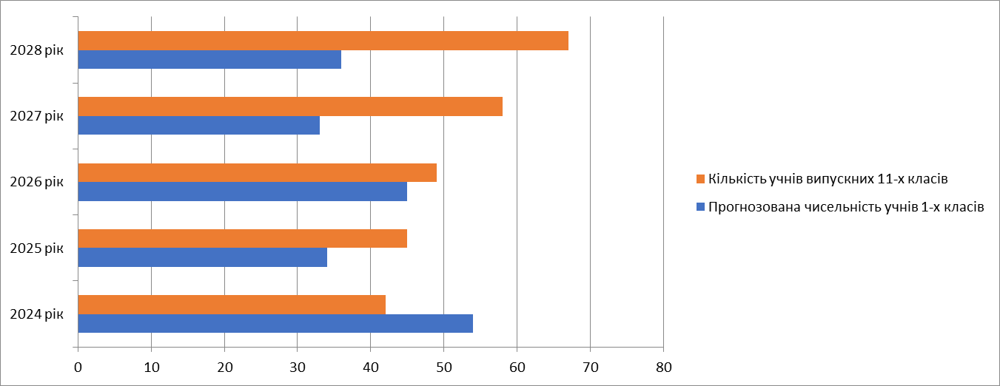 2028 рік
2027 рік
2026 рік
2025 рік
2024 рік
0 10 20 30 40 50 60 70 80
Кількість учнів випускних 11-х класів
Прогнозована чисельність учнів 1-х класів